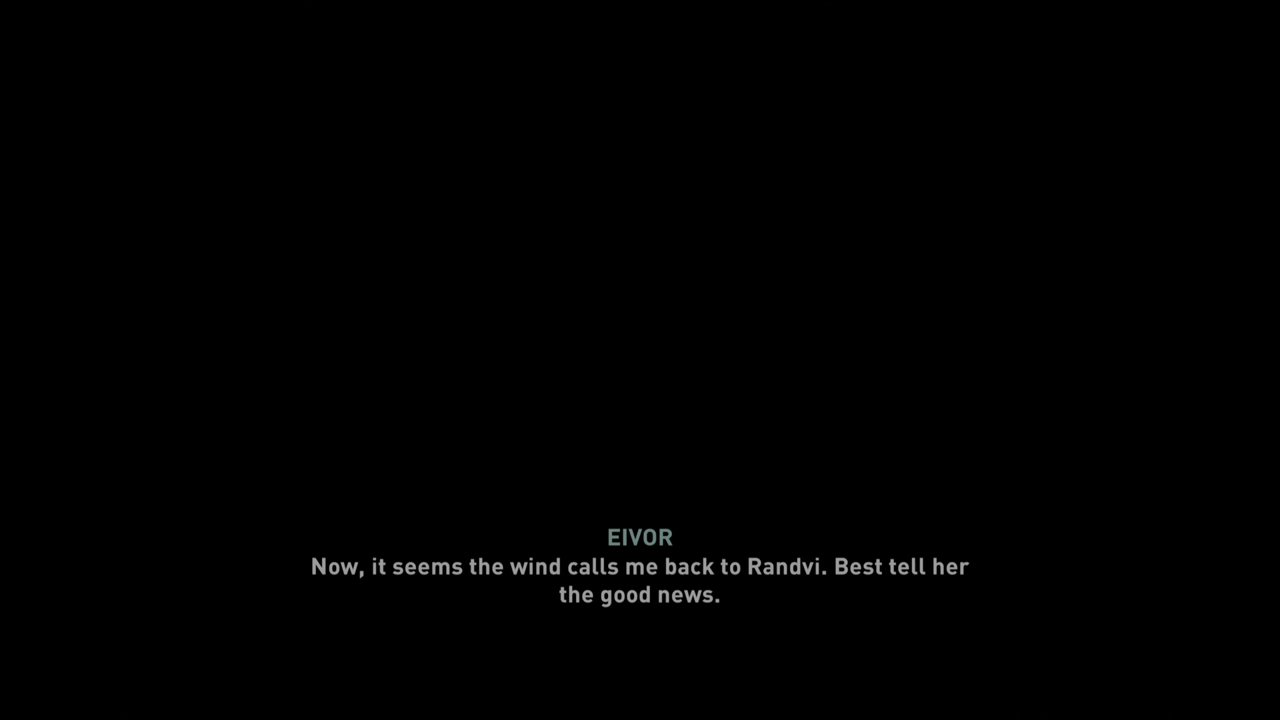 EIVOR
Now, it seems the wind calls me back to Randvi. Best tell her
the good news.